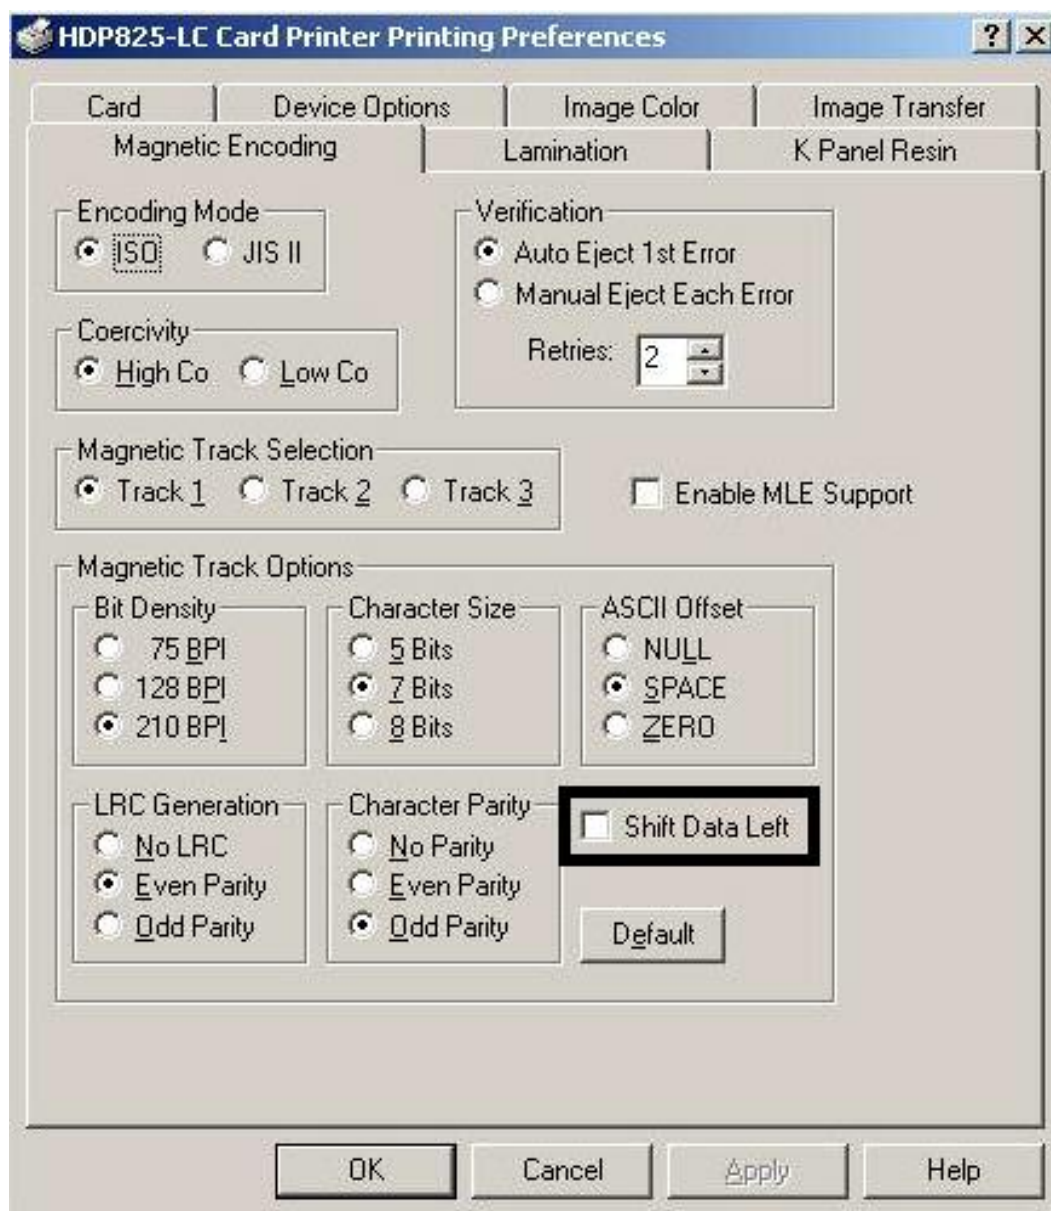 HDP825-LC Card Printer Printing Preferences
Card Device Options Image Color Image Transfer
Magnetic Encoding Lamination K Panel Resin
Encoding Mode
ISO JIS II
Verification
Auto Eject 1st Error
Manual Eject Each Error
Retries: 2
Coercivity
High Co Low Co
Magnetic Track Selection
Track 1 Track 2 Track 3
Enable MLE Support
Magnetic Track Options
Bit Density
75 BPI
128 BPI
210 BPI
Character Size
5 Bits
7 Bits
8 Bits
ASCII Offset
NULL
SPACE
ZERO
LRC Generation
No LRC
Even Parity
Odd Parity
Character Parity
No Parity
Even Parity
Odd Parity
Shift Data Left
Default
OK Cancel Apply Help